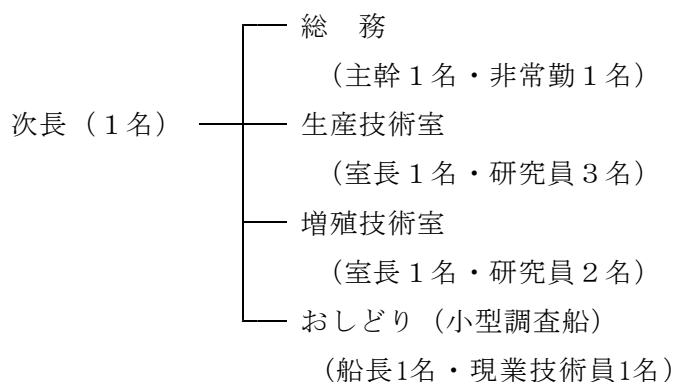 総　務
（主幹１名・非常勤１名）
次長（１名）
生産技術室
（室長１名・研究員３名）
増殖技術室
（室長１名・研究員２名）
おしどり（小型調査船）
（船長1名・現業技術員1名）